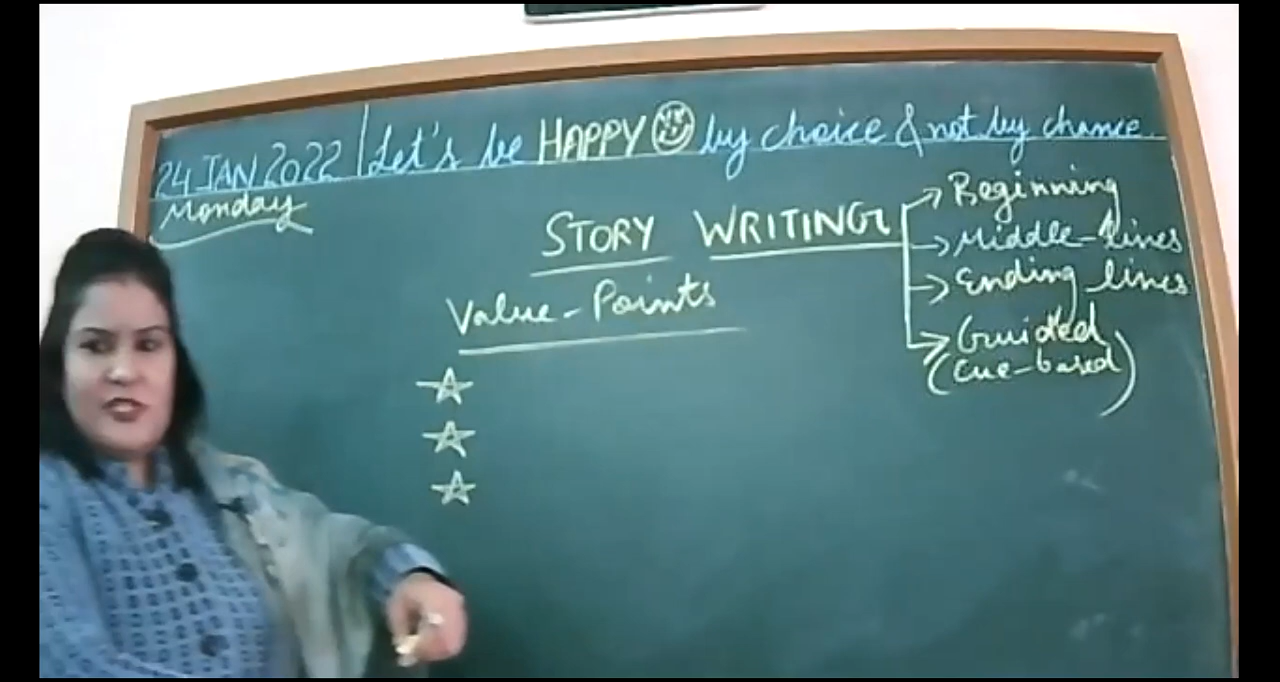 24 JAN 2022 | Let's be HAPPY by choice & not by chance.
Monday
STORY WRITING
→ Beginning
→ Middle-lines
→ Ending lines
→ Guided
(Cue-based)
Value-Points